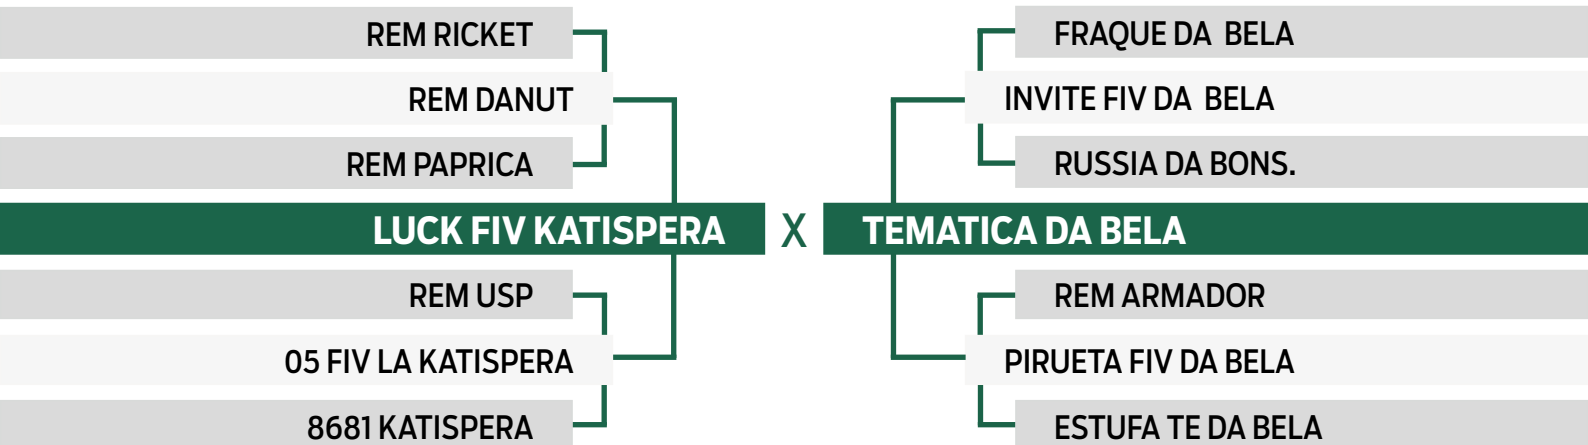 REM RICKET
REM DANUT
REM PAPRICA
LUCK FIV KATISPERA
REM USP
05 FIV LA KATISPERA
8681 KATISPERA
X
FRAQUE DA BELA
INVITE FIV DA BELA
RUSSIA DA BONS.
TEMATICA DA BELA
REM ARMADOR
PIRUETA FIV DA BELA
ESTUFA TE DA BELA